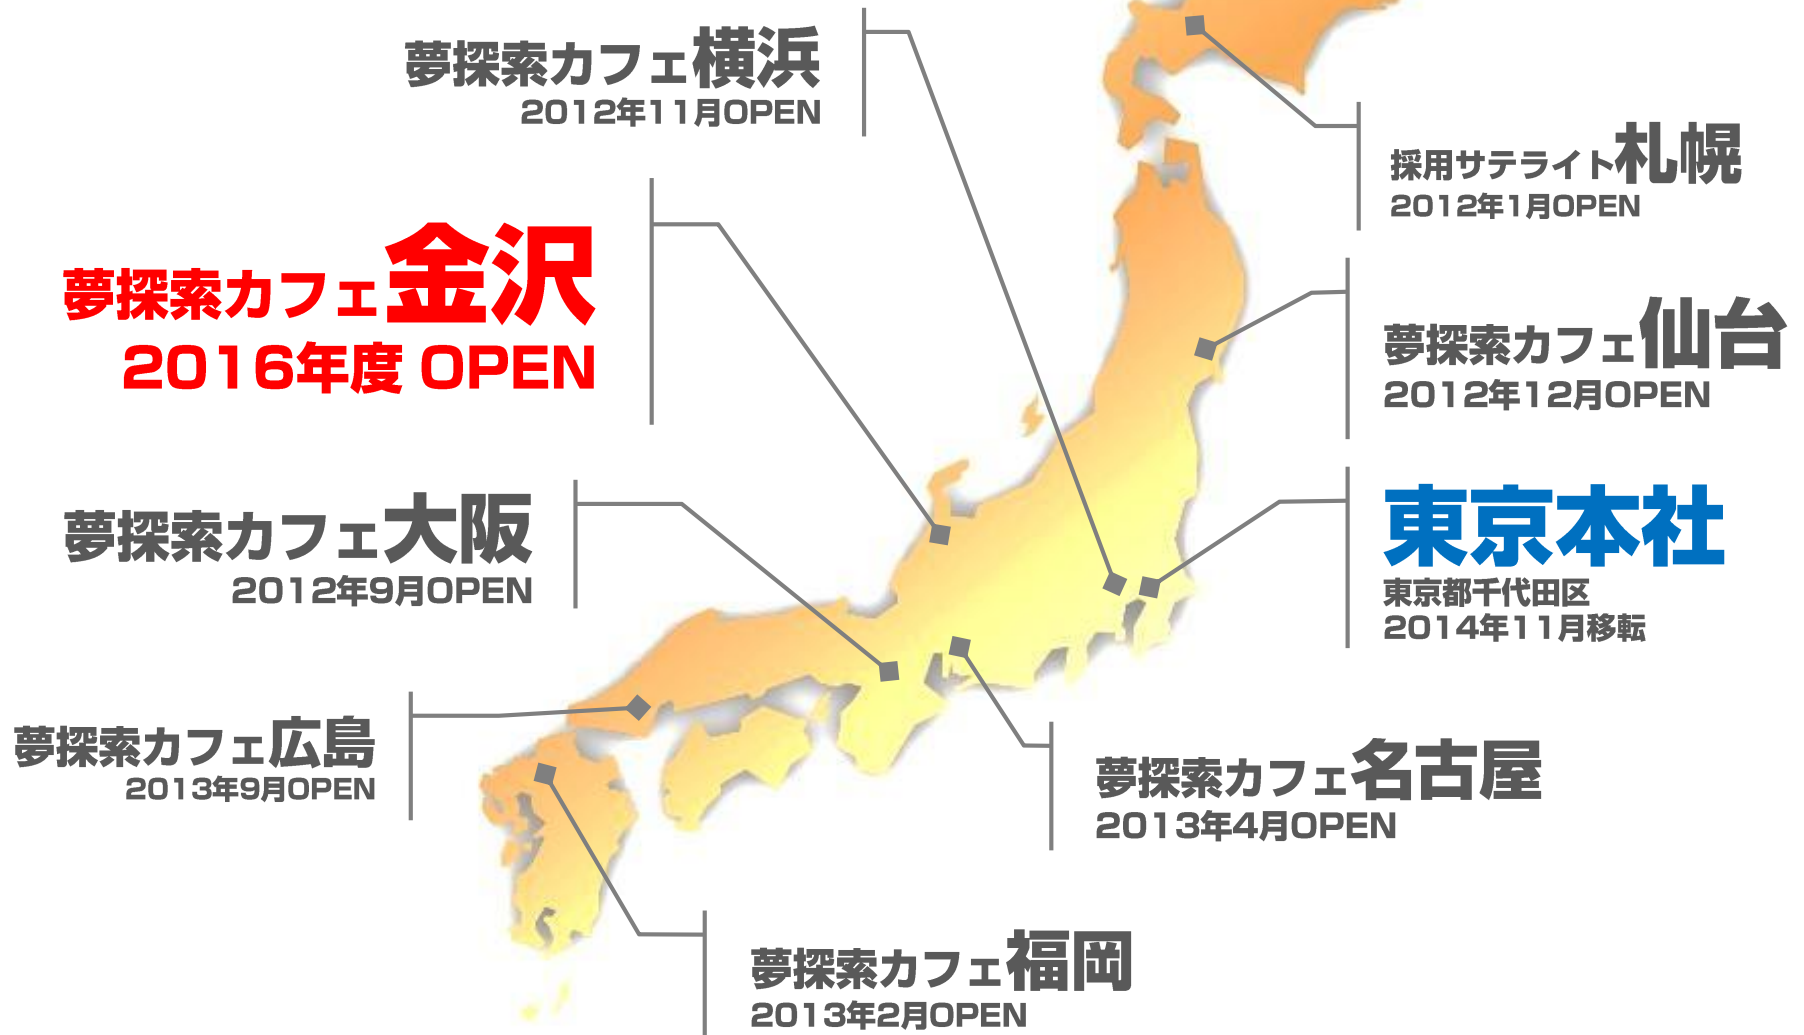 夢探索カフェ横浜
2012年11月OPEN
採用サテライト札幌
2012年1月OPEN
夢探索カフェ金沢
2016年度 OPEN
夢探索カフェ仙台
2012年12月OPEN
夢探索カフェ大阪
2012年9月OPEN
東京本社
東京都千代田区
2014年11月移転
夢探索カフェ広島
2013年9月OPEN
夢探索カフェ名古屋
2013年4月OPEN
夢探索カフェ福岡
2013年2月OPEN